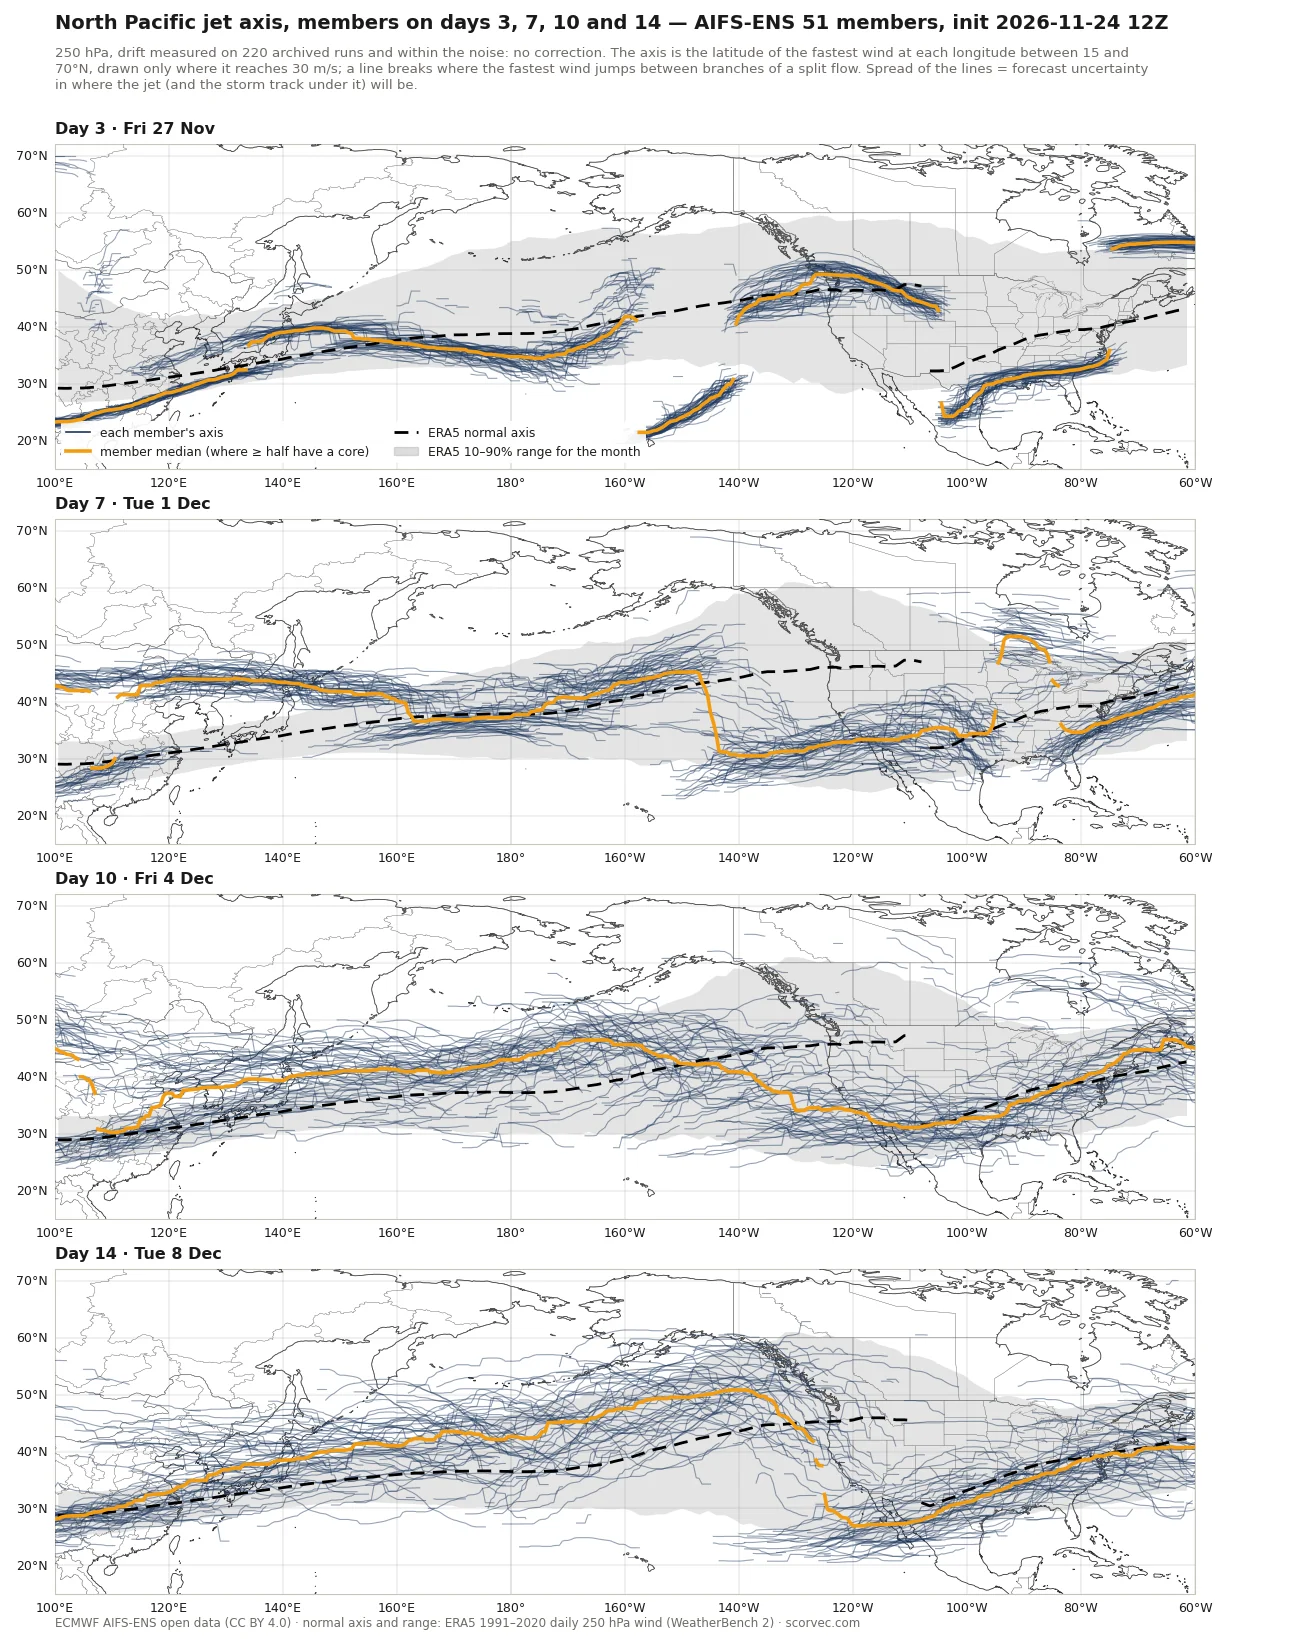 North Pacific jet axis, members on days 3, 7, 10 and 14 — AIFS-ENS 51 members, init 2026-11-24 12Z
250 hPa, drift measured on 220 archived runs and within the noise: no correction. The axis is the latitude of the fastest wind at each longitude between 15 and
70°N, drawn only where it reaches 30 m/s; a line breaks where the fastest wind jumps between branches of a split flow. Spread of the lines = forecast uncertainty
in where the jet (and the storm track under it) will be.
Day 3 · Fri 27 Nov
70°N
60°N
50°N
40°N
30°N
20°N
each member's axis
member median (where ≥ half have a core)
ERA5 normal axis
ERA5 10–90% range for the month
100°E 120°E 140°E 160°E 180° 160°W 140°W 120°W 100°W 80°W 60°W
Day 7 · Tue 1 Dec
70°N
60°N
50°N
40°N
30°N
20°N
100°E 120°E 140°E 160°E 180° 160°W 140°W 120°W 100°W 80°W 60°W
Day 10 · Fri 4 Dec
70°N
60°N
50°N
40°N
30°N
20°N
100°E 120°E 140°E 160°E 180° 160°W 140°W 120°W 100°W 80°W 60°W
Day 14 · Tue 8 Dec
70°N
60°N
50°N
40°N
30°N
20°N
100°E 120°E 140°E 160°E 180° 160°W 140°W 120°W 100°W 80°W 60°W
ECMWF AIFS-ENS open data (CC BY 4.0) · normal axis and range: ERA5 1991–2020 daily 250 hPa wind (WeatherBench 2) · scorvec.com